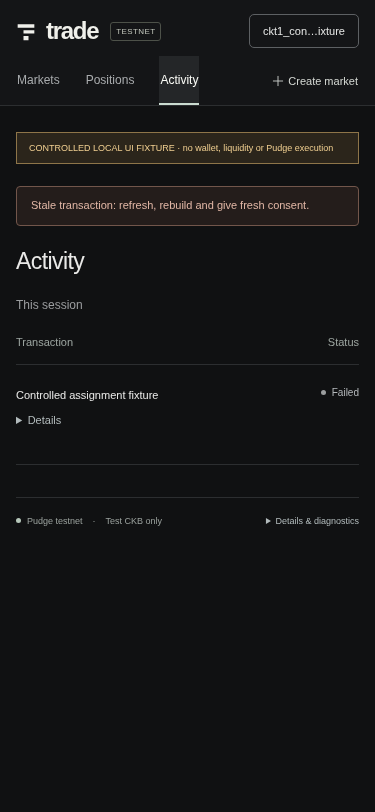 trade
TESTNET
ckt1_con…ixture
Markets
Positions
Activity
Create market
CONTROLLED LOCAL UI FIXTURE · no wallet, liquidity or Pudge execution
Stale transaction: refresh, rebuild and give fresh consent.
Activity
This session
Transaction
Status
Controlled assignment fixture
Failed
Details
Pudge testnet · Test CKB only
Details & diagnostics